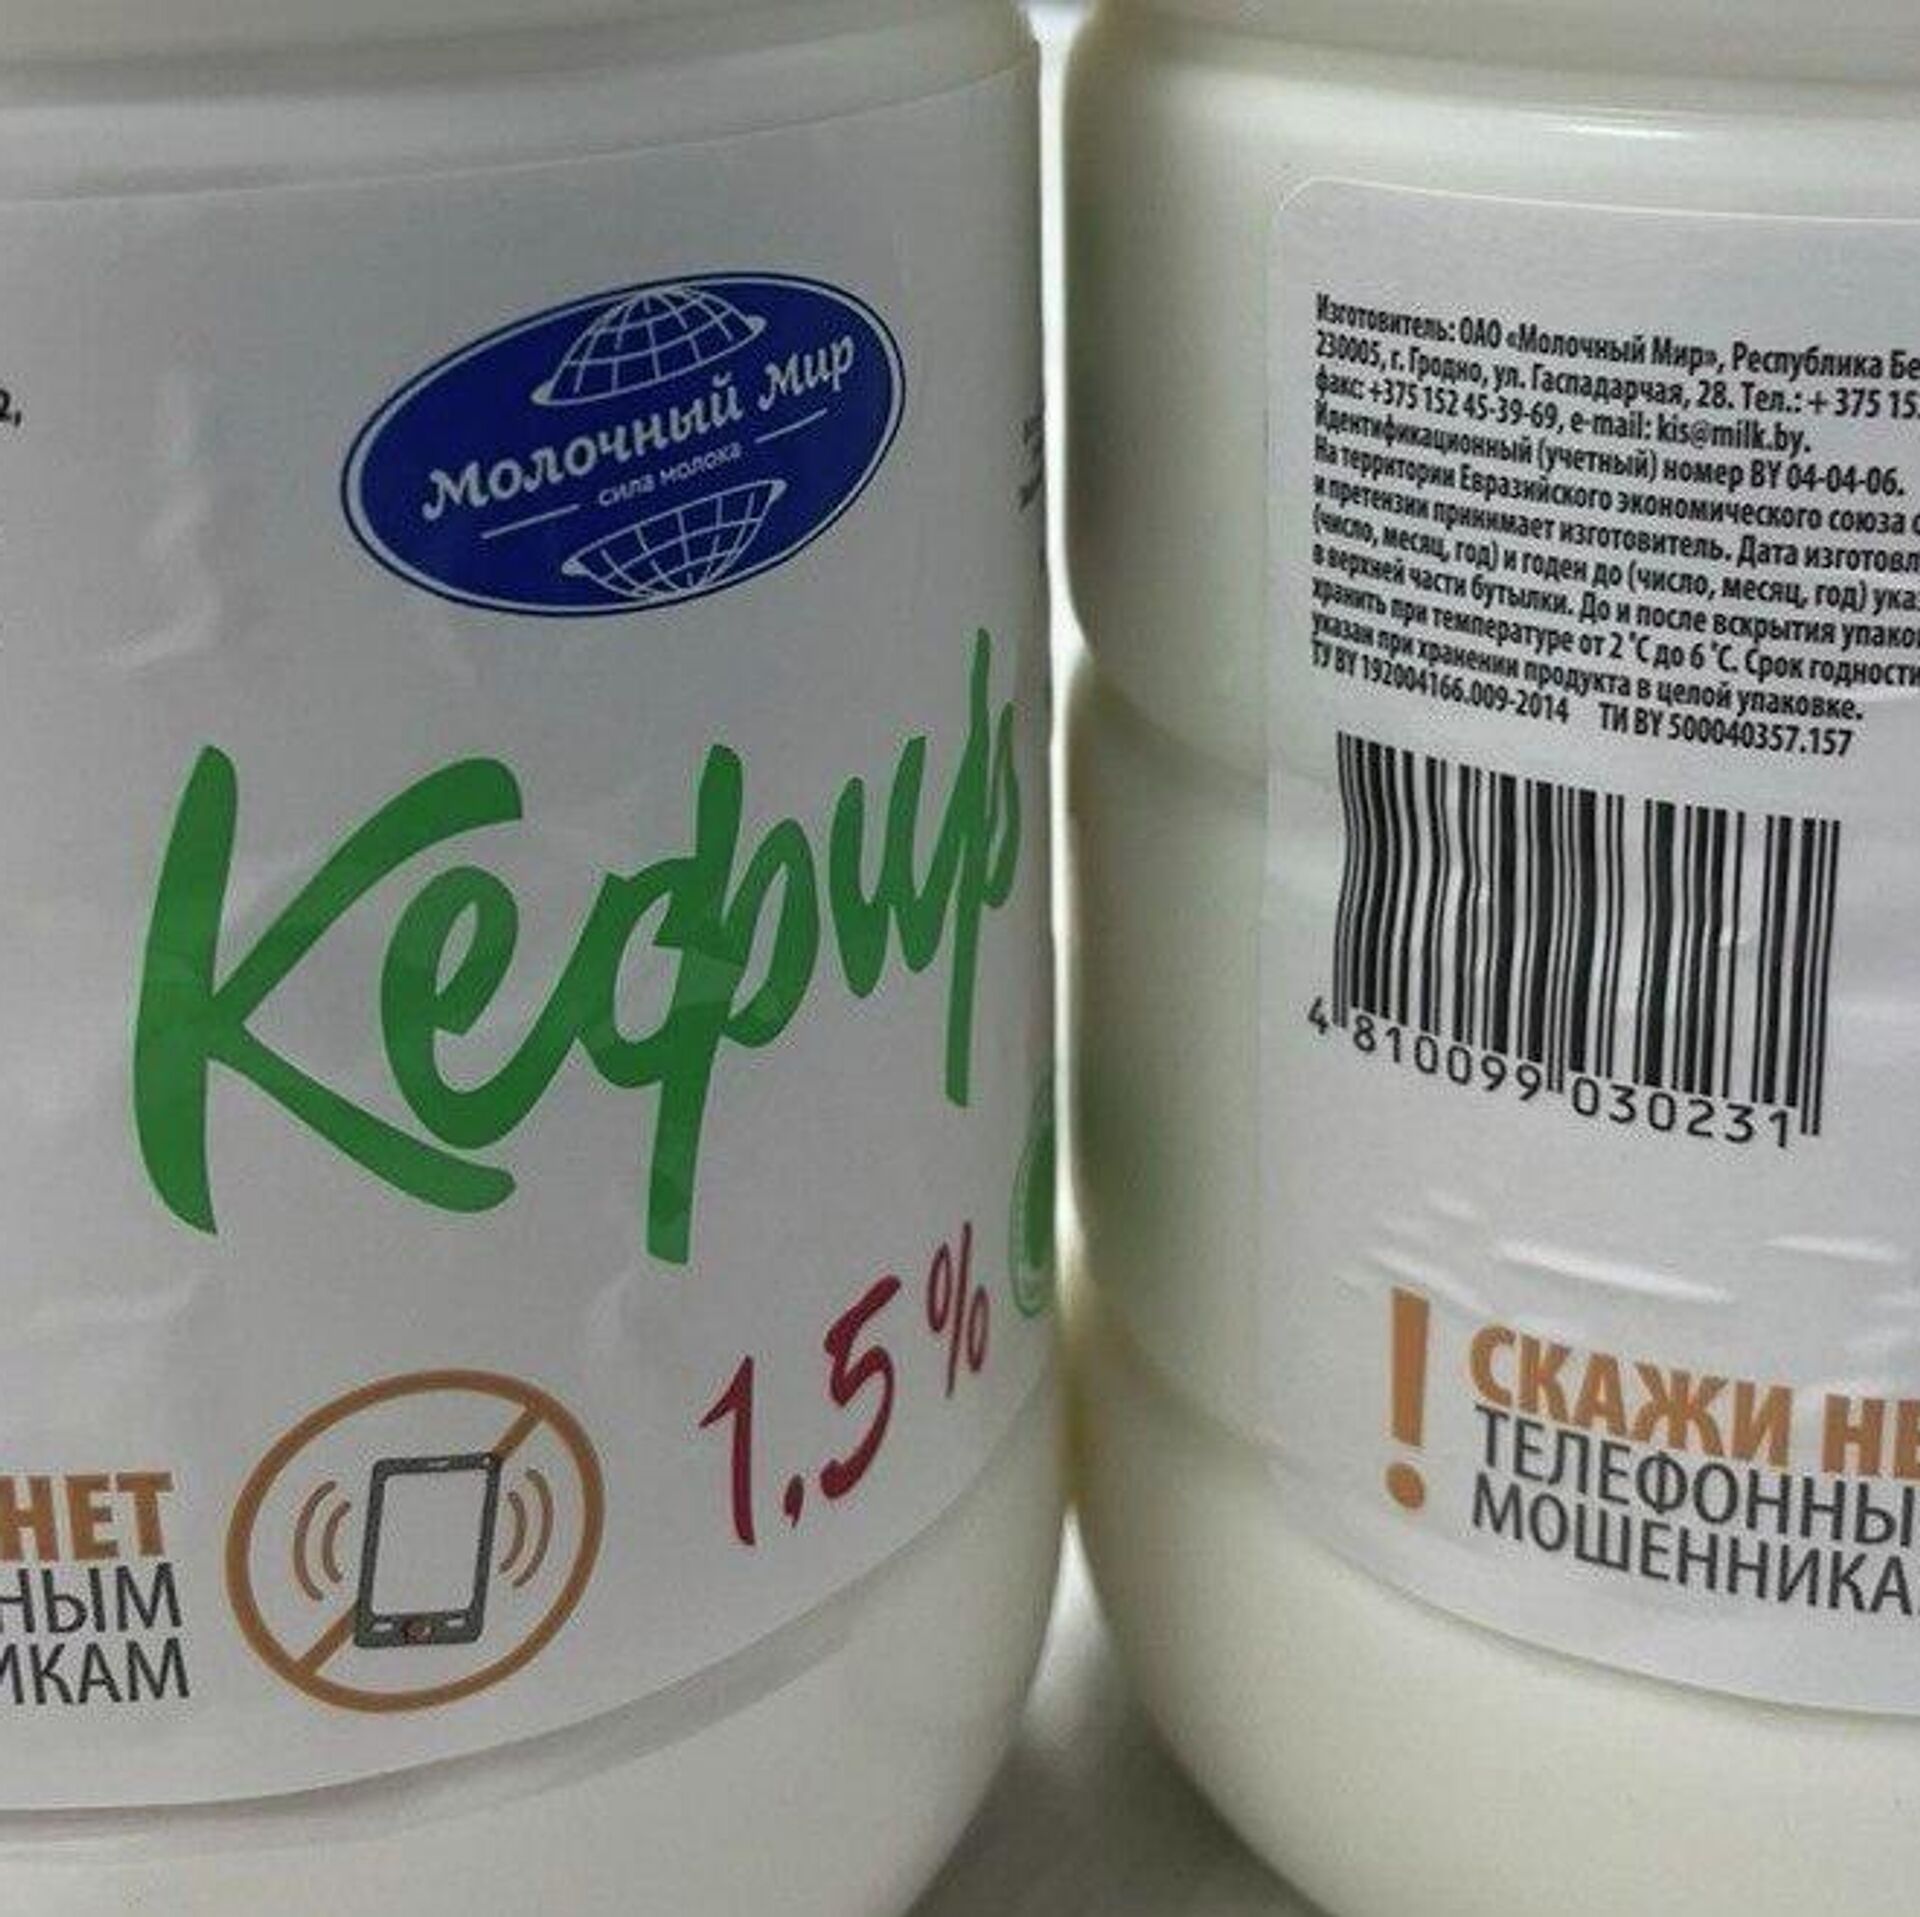 Молочный Мир
сила молока
Кефир
1,5 %
НЕТ
НЫМ
ИКАМ
Изготовитель: ОАО «Молочный Мир», Республика Бе
230005, г. Гродно, ул. Гаспадарчая, 28. Тел.: + 375 15
факс: +375 152 45-39-69, e-mail: kis@milk.by.
Идентификационный (учетный) номер BY 04-04-06.
На территории Евразийского экономического союза
и претензии принимает изготовитель. Дата изготовл
(число, месяц, год) и годен до (число, месяц, год) ука
в верхней части бутылки. До и после вскрытия упако
хранить при температуре от 2 °С до 6 °С. Срок годности
указан при хранении продукта в целой упаковке.
ТУ BY 192004166.009-2014 ТИ BY 500040357.157
4 810099 030231
! СКАЖИ НЕ
ТЕЛЕФОННЫ
МОШЕННИКА